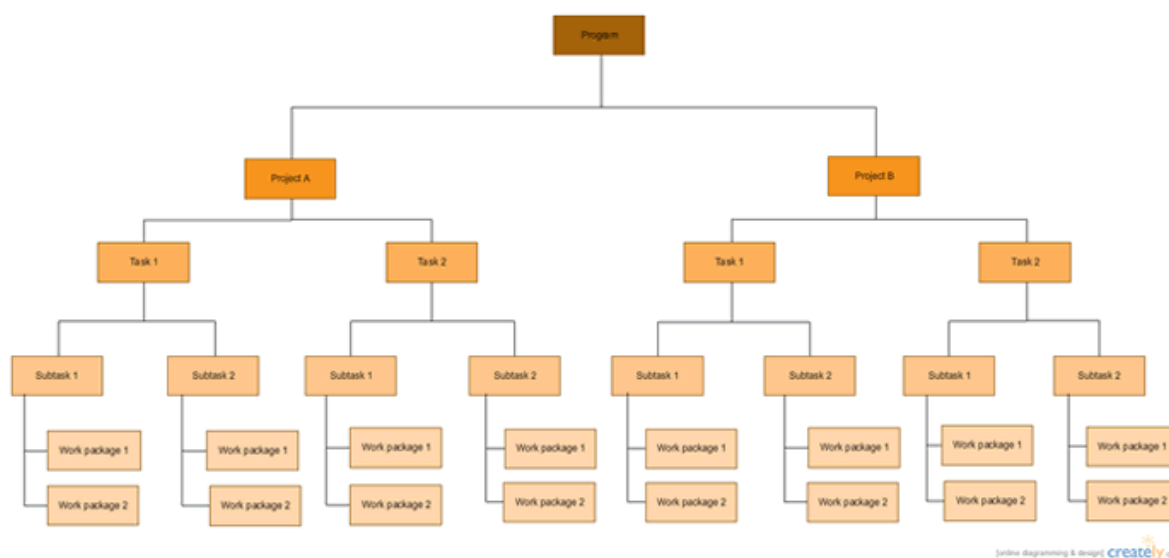 Program
Project A
Project B
Task 1
Task 2
Task 1
Task 2
Subtask 1
Subtask 2
Subtask 1
Subtask 2
Subtask 1
Subtask 2
Subtask 1
Subtask 2
Work package 1
Work package 1
Work package 1
Work package 1
Work package 1
Work package 1
Work package 1
Work package 1
Work package 2
Work package 2
Work package 2
Work package 2
Work package 2
Work package 2
Work package 2
Work package 2
[online diagramming & design] creately